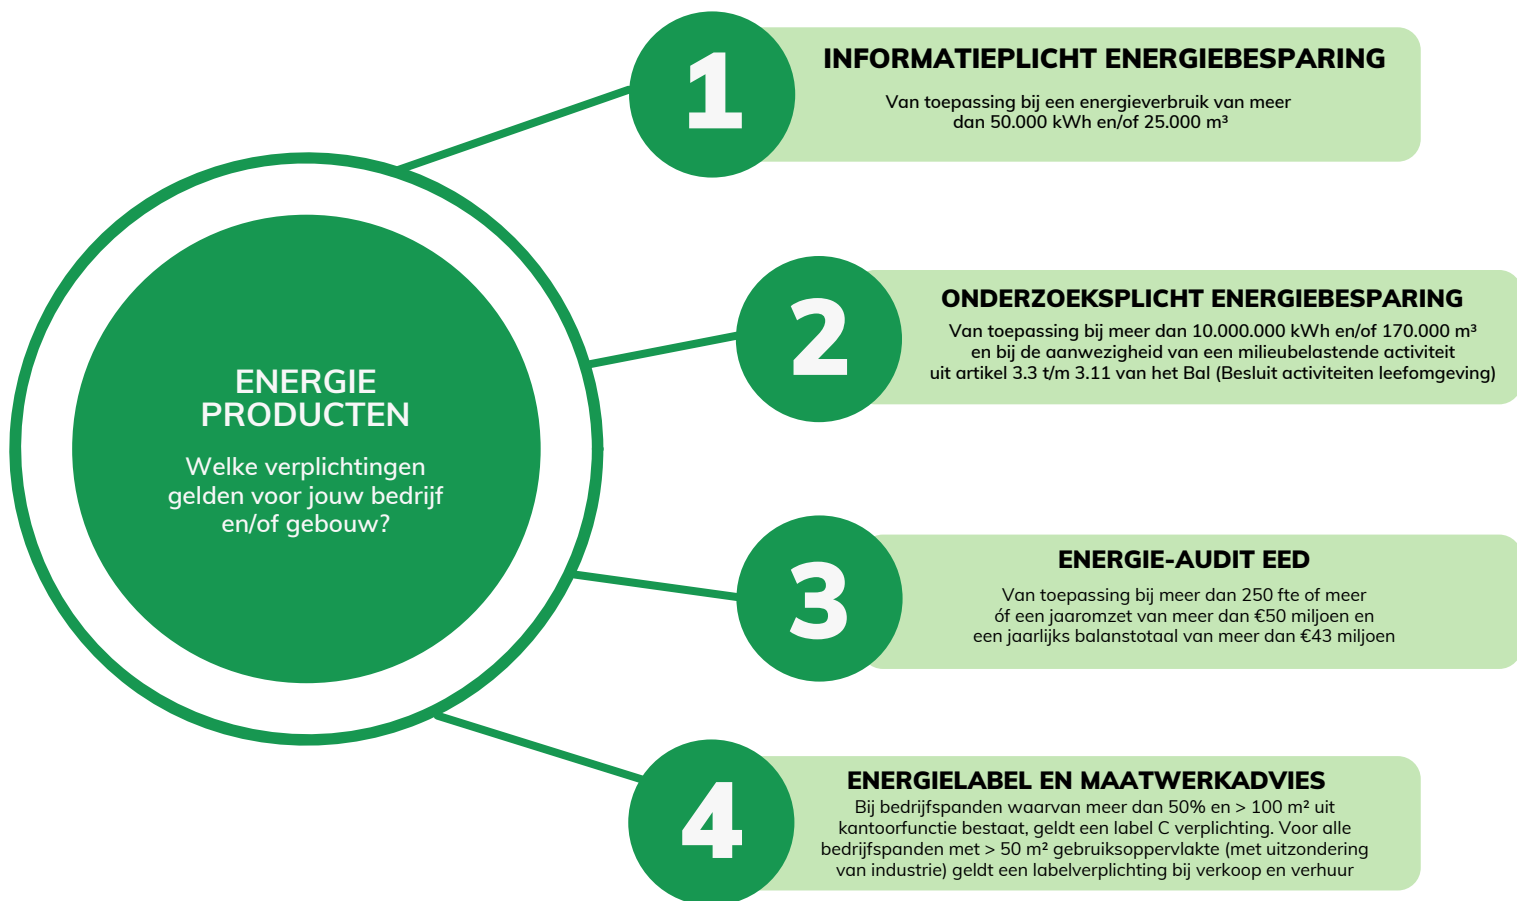 ENERGIE
PRODUCTEN
Welke verplichtingen
gelden voor jouw bedrijf
en/of gebouw?
1
INFORMATIEPLICHT ENERGIEBESPARING
Van toepassing bij een energieverbruik van meer
dan 50.000 kWh en/of 25.000 m³
2
ONDERZOEKSPLICHT ENERGIEBESPARING
Van toepassing bij meer dan 10.000.000 kWh en/of 170.000 m³
en bij de aanwezigheid van een milieubelastende activiteit
uit artikel 3.3 t/m 3.11 van het Bal (Besluit activiteiten leefomgeving)
3
ENERGIE-AUDIT EED
Van toepassing bij meer dan 250 fte of meer
óf een jaaromzet van meer dan €50 miljoen en
een jaarlijks balanstotaal van meer dan €43 miljoen
4
ENERGIELABEL EN MAATWERKADVIES
Bij bedrijfspanden waarvan meer dan 50% en > 100 m² uit
kantoorfunctie bestaat, geldt een label C verplichting. Voor alle
bedrijfspanden met > 50 m² gebruiksoppervlakte (met uitzondering
van industrie) geldt een labelverplichting bij verkoop en verhuur